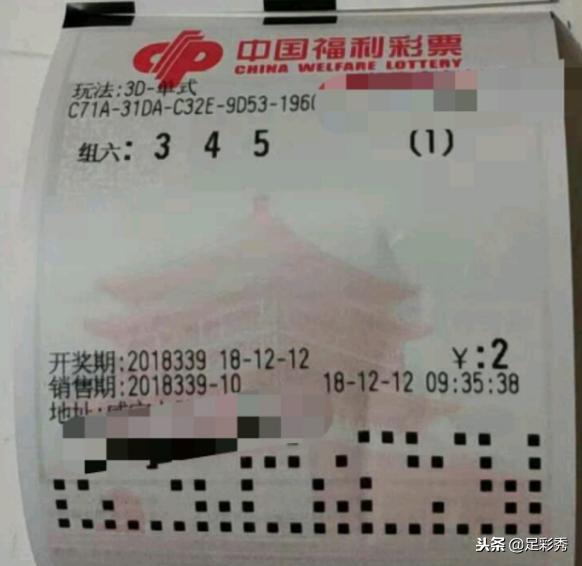 中国福利彩票
CHINA WELFARE LOTTERY
玩法:3D-单式
C71A-31DA-C32E-9D53-196
组六: 3 4 5 (1)
开奖期:2018339 18-12-12 ￥:2
销售期:2018339-10 18-12-12 09:35:38
地址:
头条 @足彩秀